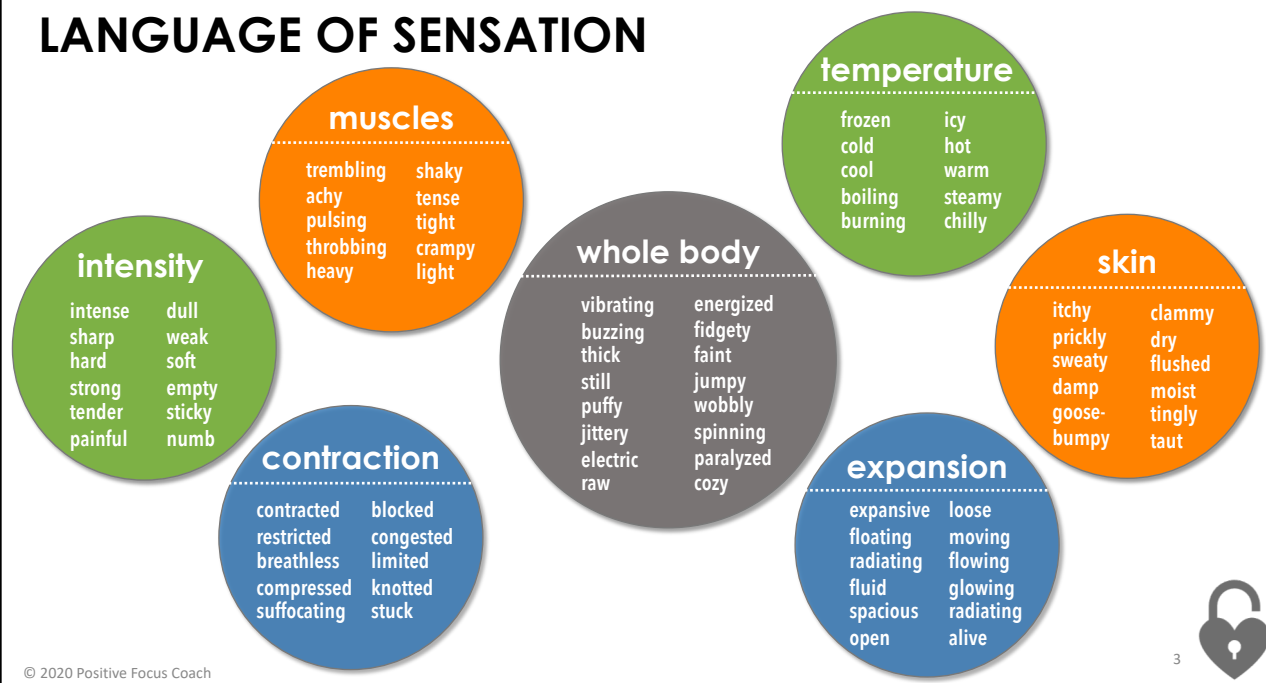 LANGUAGE OF SENSATION
temperature
frozen icy
cold hot
cool warm
boiling steamy
burning chilly
muscles
trembling shaky
achy tense
pulsing tight
throbbing crampy
heavy light
whole body
vibrating energized
buzzing fidgety
thick faint
still jumpy
puffy wobbly
jittery spinning
electric paralyzed
raw cozy
intensity
intense dull
sharp weak
hard soft
strong empty
tender sticky
painful numb
skin
itchy clammy
prickly dry
sweaty flushed
damp moist
goose- tingly
bumpy taut
contraction
contracted blocked
restricted congested
breathless limited
compressed knotted
suffocating stuck
expansion
expansive loose
floating moving
radiating flowing
fluid glowing
spacious radiating
open alive
© 2020 Positive Focus Coach
3